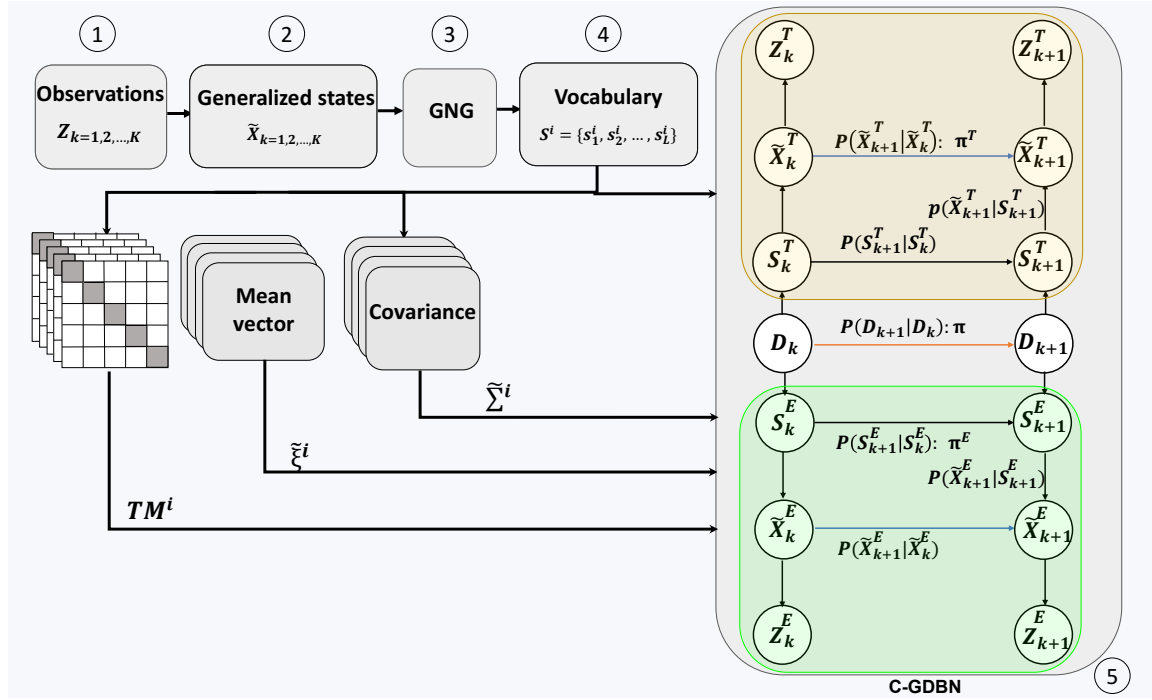 1
2
3
4
Observations
Z_{k=1,2,...,K}
Generalized states
X̃_{k=1,2,...,K}
GNG
Vocabulary
S^i = {s_1^i, s_2^i, ..., s_L^i}
Mean
vector
Covariance
Σ̃^i
ξ̃^i
TM^i
Z_k^T
Z_{k+1}^T
X̃_k^T
P(X̃_{k+1}^T|X̃_k^T): π^T
X̃_{k+1}^T
p(X̃_{k+1}^T|S_{k+1}^T)
S_k^T
P(S_{k+1}^T|S_k^T)
S_{k+1}^T
D_k
P(D_{k+1}|D_k): π
D_{k+1}
S_k^E
P(S_{k+1}^E|S_k^E): π^E
S_{k+1}^E
P(X̃_{k+1}^E|S_{k+1}^E)
X̃_k^E
P(X̃_{k+1}^E|X̃_k^E)
X̃_{k+1}^E
Z_k^E
Z_{k+1}^E
5
C-GDBN